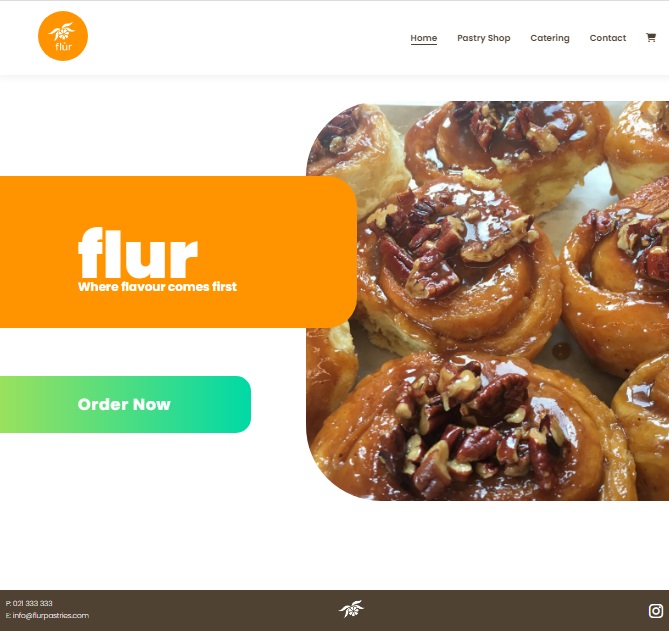 flur
Home Pastry Shop Catering Contact
flur
Where flavour comes first
Order Now
P: 021 333 333
E: info@flurpastries.com